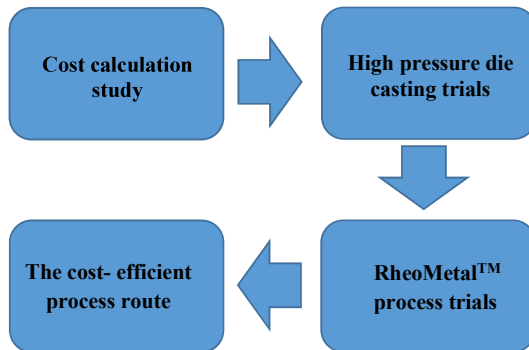 Cost calculation
study
High pressure die
casting trials
RheoMetal™
process trials
The cost- efficient
process route